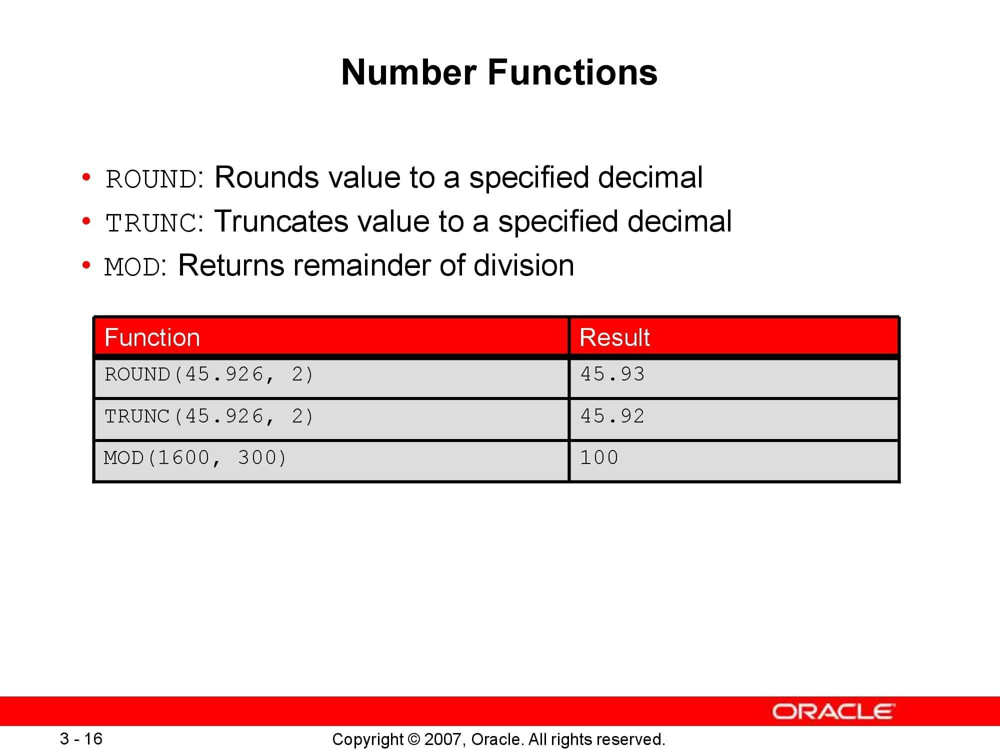 Number Functions
• ROUND: Rounds value to a specified decimal
• TRUNC: Truncates value to a specified decimal
• MOD: Returns remainder of division
Function Result
ROUND(45.926, 2) 45.93
TRUNC(45.926, 2) 45.92
MOD(1600, 300) 100
ORACLE
3 - 16 Copyright © 2007, Oracle. All rights reserved.